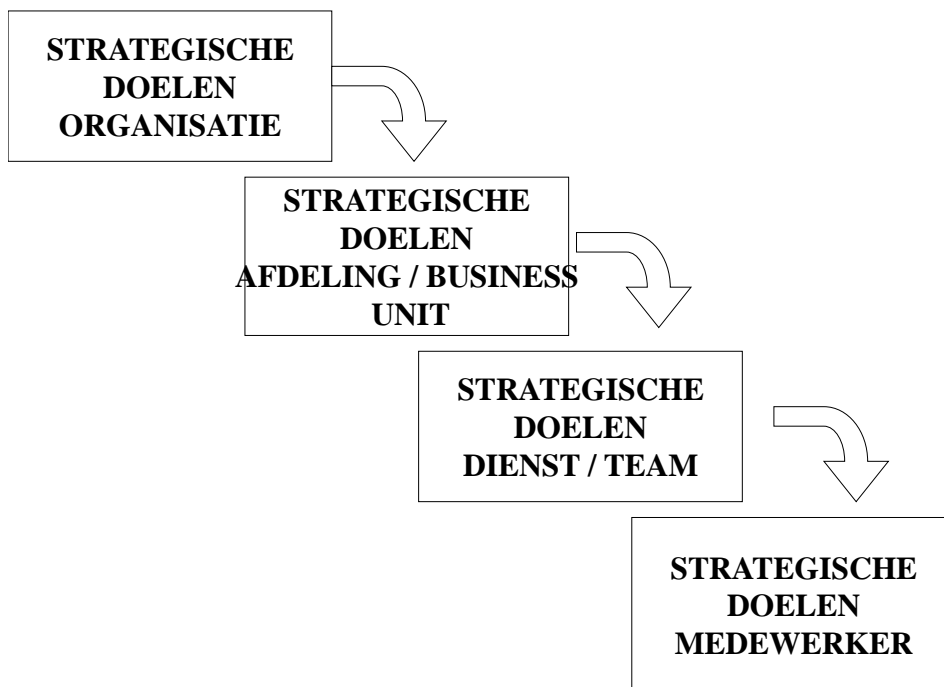 STRATEGISCHE
DOELEN
ORGANISATIE
STRATEGISCHE
DOELEN
AFDELING / BUSINESS
UNIT
STRATEGISCHE
DOELEN
DIENST / TEAM
STRATEGISCHE
DOELEN
MEDEWERKER